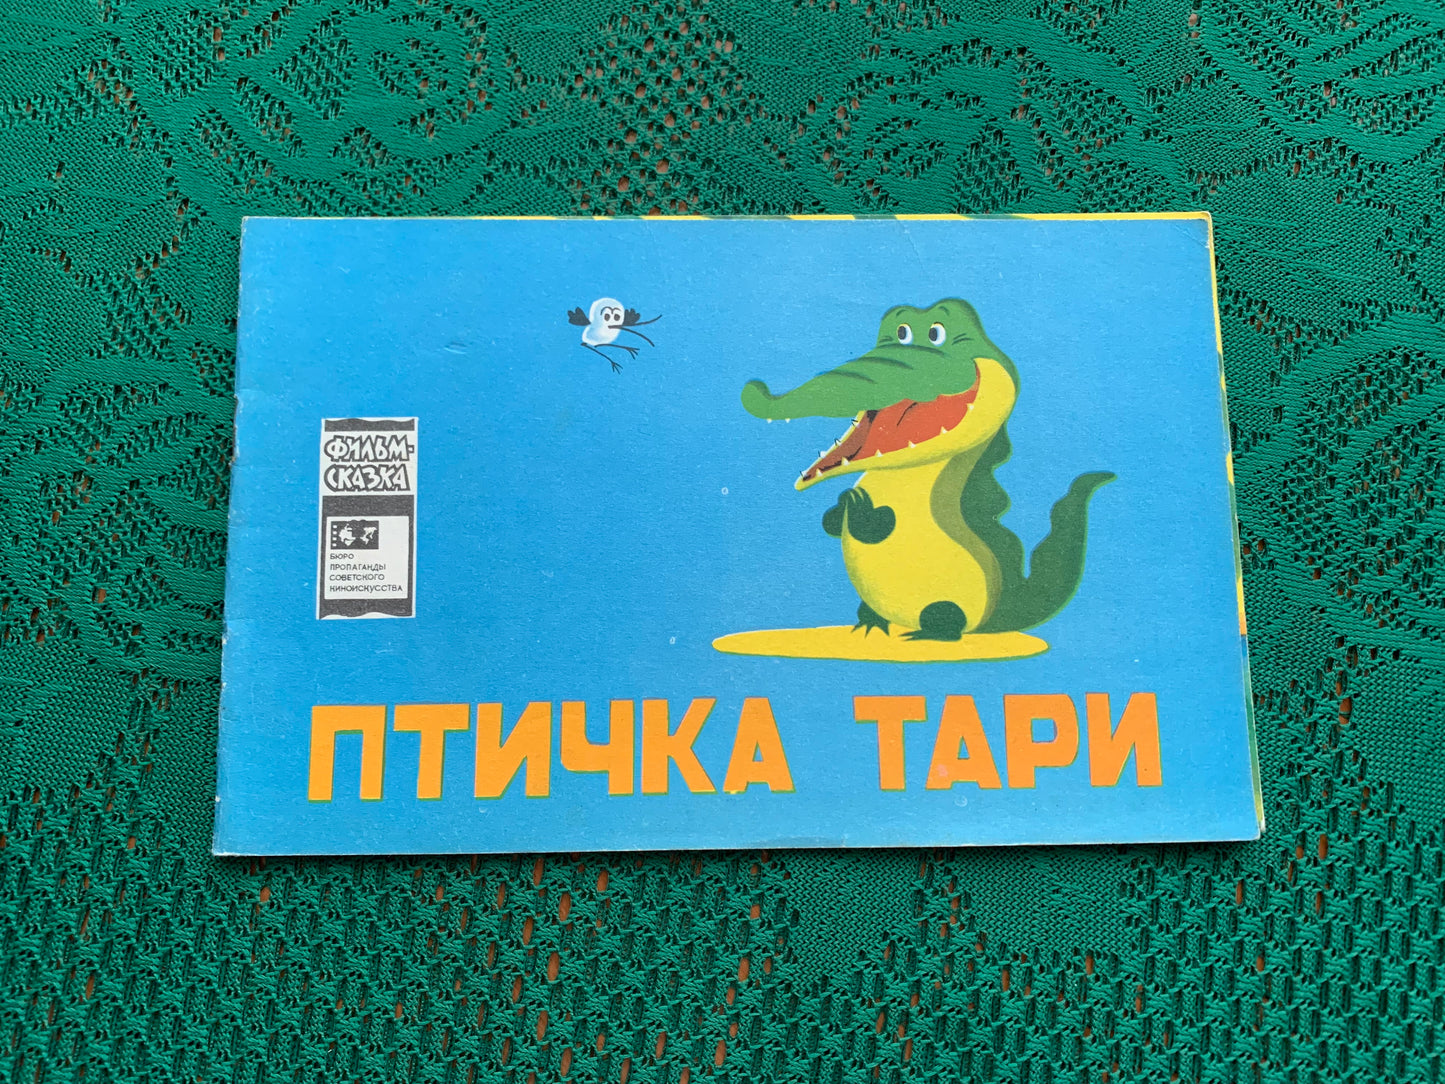 ФИЛЬМ-
СКАЗКА
БЮРО
ПРОПАГАНДЫ
СОВЕТСКОГО
КИНОИСКУССТВА
ПТИЧКА ТАРИ